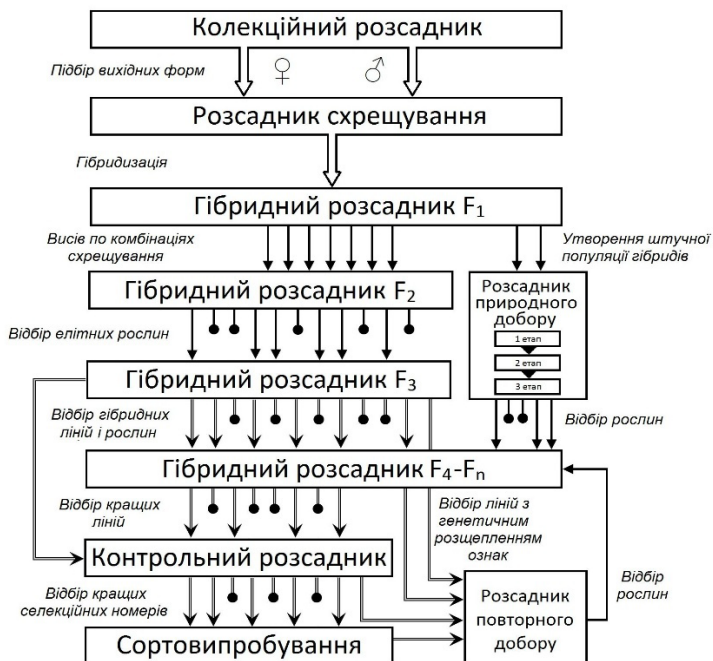 Колекційний розсадник
Підбір вихідних форм
♀ ♂
Розсадник схрещування
Гібридизація
Гібридний розсадник F₁
Висів по комбінаціях
схрещування
Утворення штучної
популяції гібридів
Гібридний розсадник F₂
Розсадник
природного
добору
1 етап
2 етап
3 етап
Відбір елітних рослин
Гібридний розсадник F₃
Відбір гібридних
ліній і рослин
Відбір рослин
Гібридний розсадник F₄-Fₙ
Відбір кращих
ліній
Відбір ліній з
генетичним
розщепленням
ознак
Контрольний розсадник
Відбір
рослин
Відбір кращих
селекційних номерів
Розсадник
повторного
добору
Сортовипробування